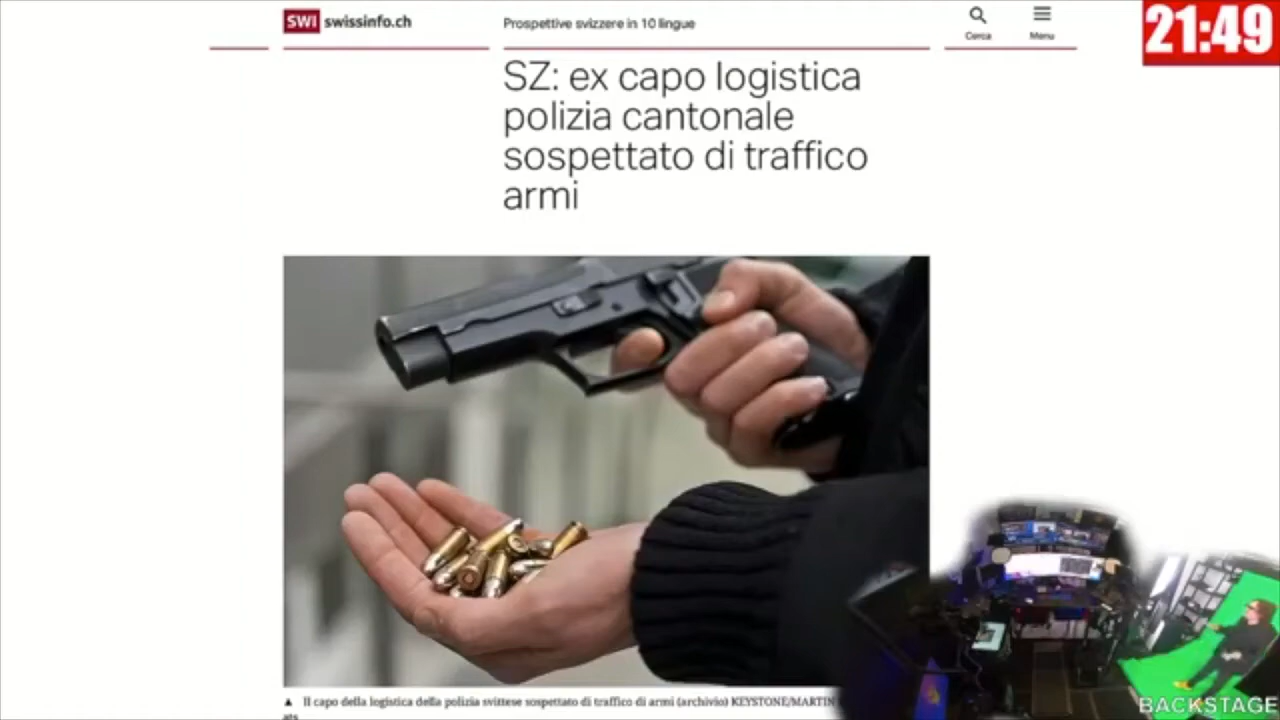 SWI swissinfo.ch
Prospettive svizzere in 10 lingue
Cerca
Menu
21:49
SZ: ex capo logistica
polizia cantonale
sospettato di traffico
armi
▲ Il capo della logistica della polizia svittese sospettato di traffico di armi (archivio) KEYSTONE/MARTIN
ats
BACKSTAGE